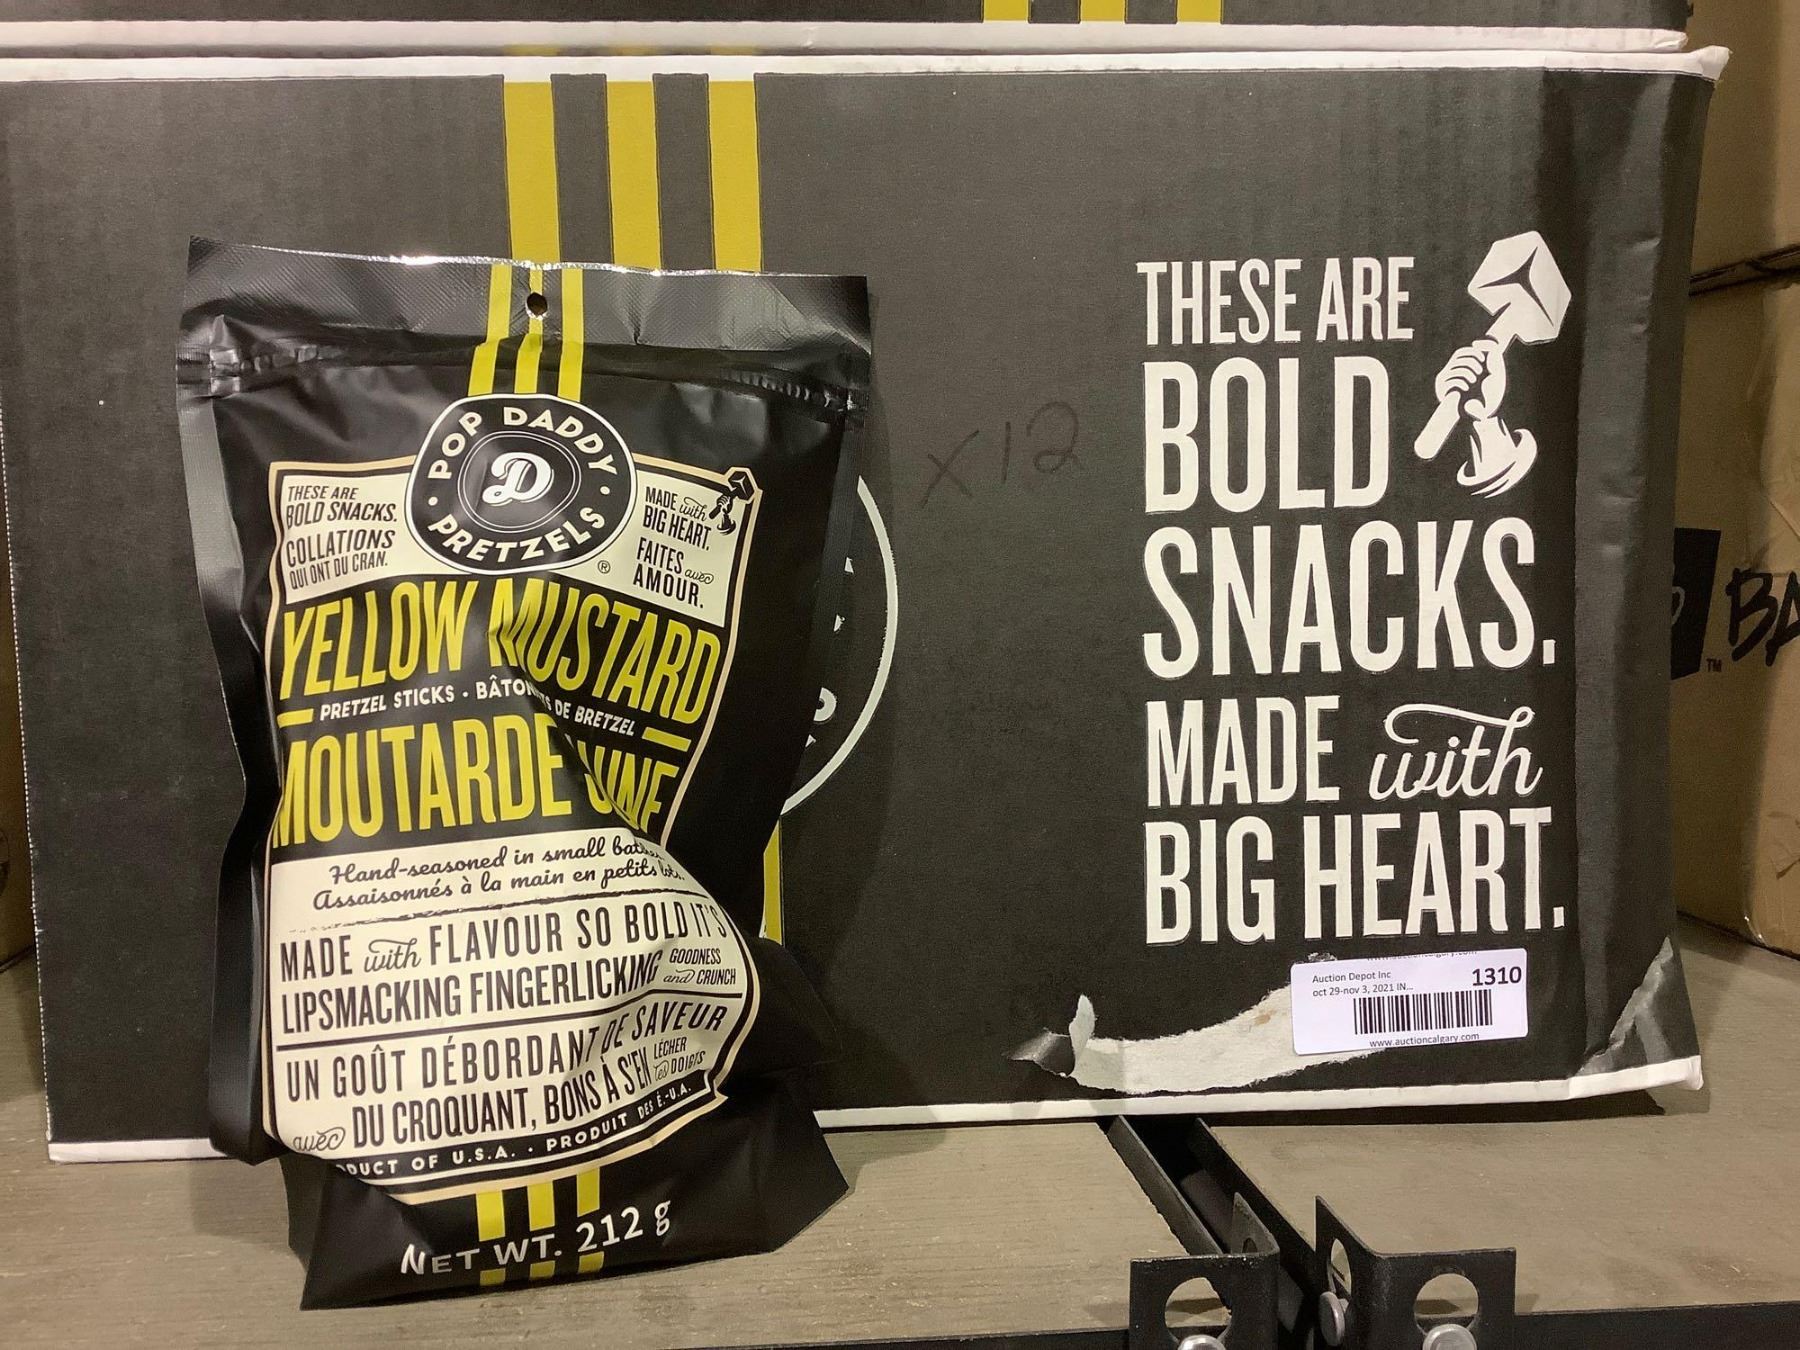 POP DADDY
D
PRETZELS
®
THESE ARE
BOLD SNACKS.
COLLATIONS
QUI ONT DU CRAN.
MADE with
BIG HEART.
FAITES avec
AMOUR.
YELLOW MUSTARD
PRETZEL STICKS • BÂTON S DE BRETZEL
MOUTARDE
Hand-seasoned in small
Assaisonnés à la main en petits lots.
MADE with FLAVOUR SO BOLD IT'S
LIPSMACKING FINGERLICKING GOODNESS
and CRUNCH
UN GOÛT DÉBORDANT DE SAVEUR
avec DU CROQUANT, BONS À S'EN LÉCHER
les DOIGTS
DUCT OF U.S.A. • PRODUIT DES É.-U.A.
NET WT. 212 g
x12
THESE ARE
BOLD
SNACKS.
MADE with
BIG HEART.
Auction Depot Inc
1310
oct 29-nov 3, 2021 IN...
www.auctioncalgary.com
TM
BA